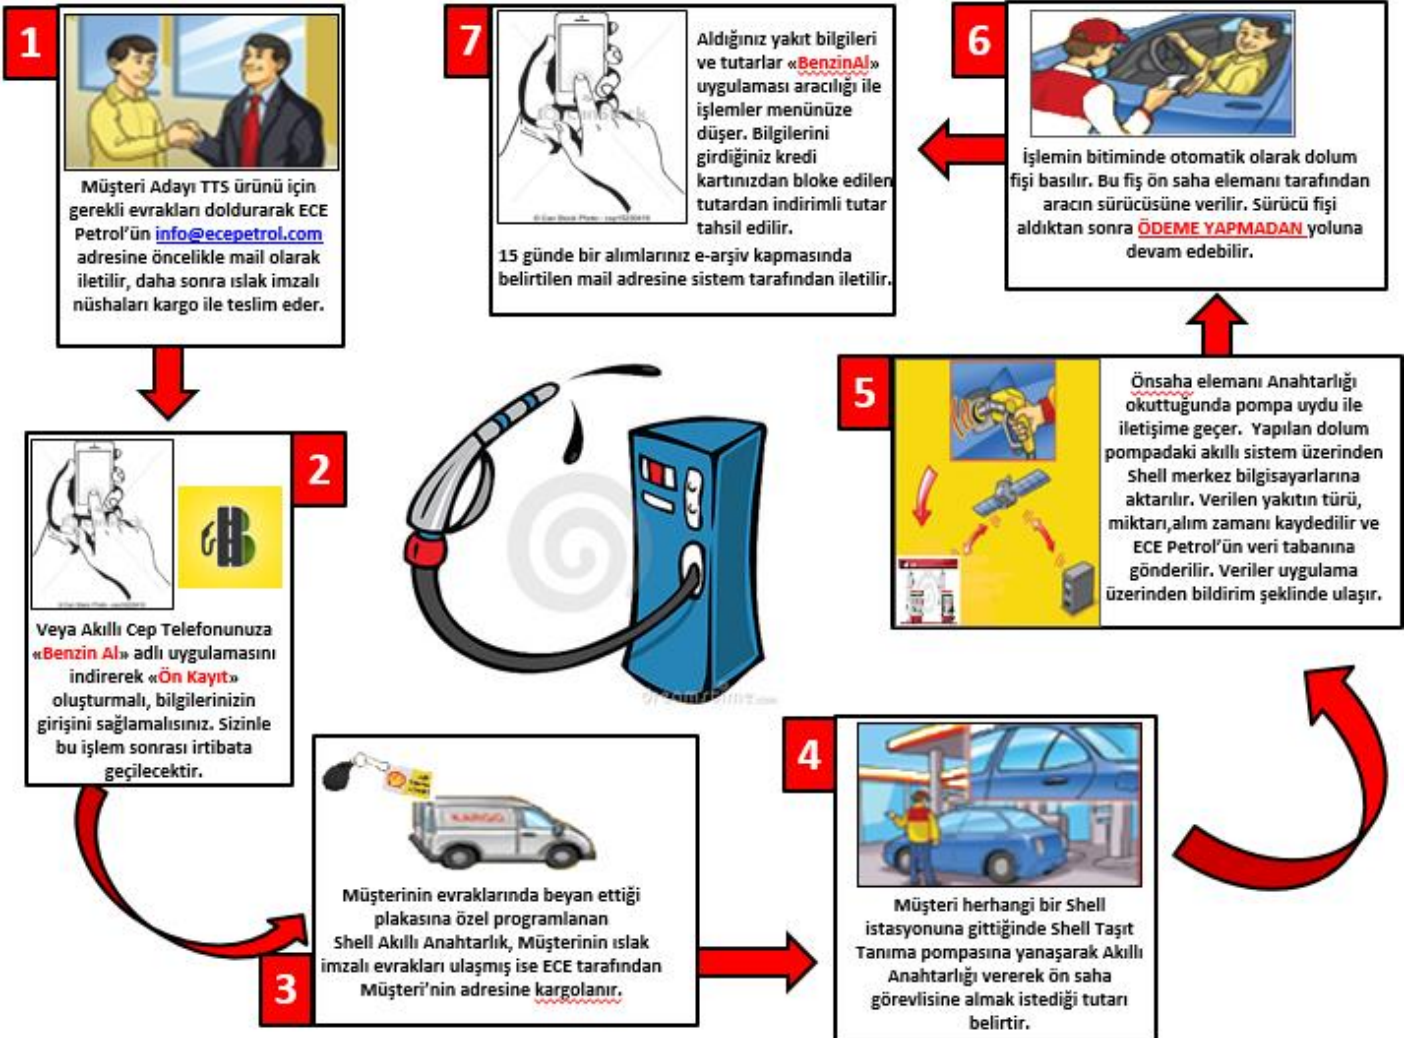 1
Müşteri Adayı TTS ürünü için
gerekli evrakları doldurarak ECE
Petrol'ün info@ecepetrol.com
adresine öncelikle mail olarak
iletilir, daha sonra ıslak imzalı
nüshaları kargo ile teslim eder.
2
Veya Akıllı Cep Telefonunuza
«Benzin Al» adlı uygulamasını
indirerek «Ön Kayıt»
oluşturmalı, bilgilerinizin
girişini sağlamalısınız. Sizinle
bu işlem sonrası irtibata
geçilecektir.
3
KARGO
Müşterinin evraklarında beyan ettiği
plakasına özel programlanan
Shell Akıllı Anahtarlık, Müşterinin ıslak
imzalı evrakları ulaşmış ise ECE tarafından
Müşteri'nin adresine kargolanır.
4
Müşteri herhangi bir Shell
istasyonuna gittiğinde Shell Taşıt
Tanıma pompasına yanaşarak Akıllı
Anahtarlığı vererek ön saha
görevlisine almak istediği tutarı
belirtir.
5
Önsaha elemanı Anahtarlığı
okuttuğunda pompa uydu ile
iletişime geçer. Yapılan dolum
pompadaki akıllı sistem üzerinden
Shell merkez bilgisayarlarına
aktarılır. Verilen yakıtın türü,
miktarı,alım zamanı kaydedilir ve
ECE Petrol'ün veri tabanına
gönderilir. Veriler uygulama
üzerinden bildirim şeklinde ulaşır.
6
İşlemin bitiminde otomatik olarak dolum
fişi basılır. Bu fiş ön saha elemanı tarafından
aracın sürücüsüne verilir. Sürücü fişi
aldıktan sonra ÖDEME YAPMADAN yoluna
devam edebilir.
7
Aldığınız yakıt bilgileri
ve tutarlar «BenzinAl»
uygulaması aracılığı ile
işlemler menünüze
düşer. Bilgilerini
girdiğiniz kredi
kartınızdan bloke edilen
tutardan indirimli tutar
tahsil edilir.
15 günde bir alımlarınız e-arşiv kapmasında
belirtilen mail adresine sistem tarafından iletilir.
dreamstime.com